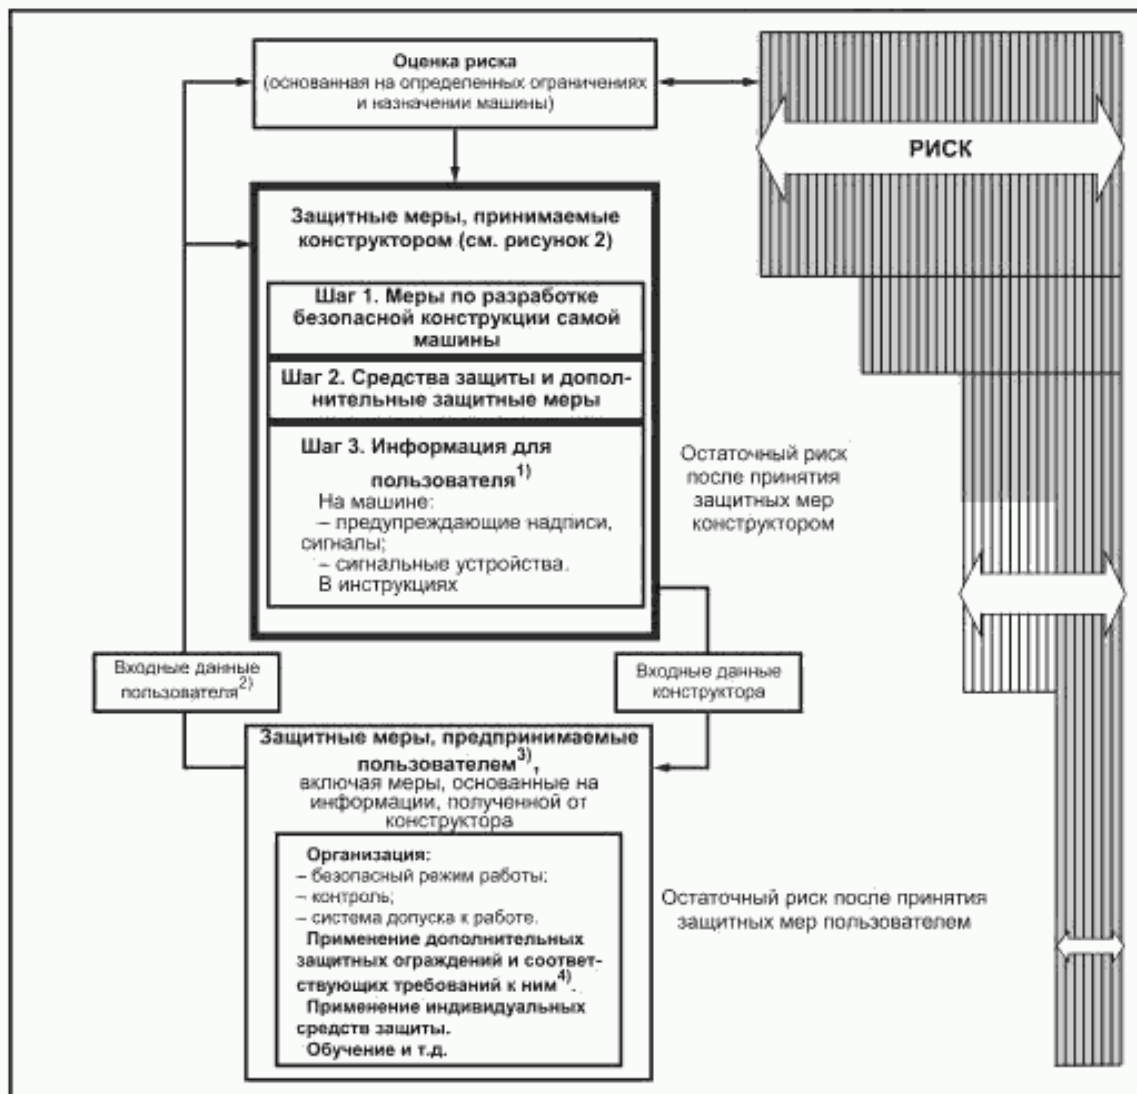 Оценка риска
(основанная на определенных ограничениях
и назначении машины)
РИСК
Защитные меры, принимаемые
конструктором (см. рисунок 2)
Шаг 1. Меры по разработке
безопасной конструкции самой
машины
Шаг 2. Средства защиты и допол-
нительные защитные меры
Шаг 3. Информация для
пользователя1)
На машине:
– предупреждающие надписи,
сигналы;
– сигнальные устройства.
В инструкциях
Остаточный риск
после принятия
защитных мер
конструктором
Входные данные
пользователя2)
Входные данные
конструктора
Защитные меры, предпринимаемые
пользователем3),
включая меры, основанные на
информации, полученной от
конструктора
Организация:
– безопасный режим работы;
– контроль;
– система допуска к работе.
Применение дополнительных
защитных ограждений и соответ-
ствующих требований к ним4).
Применение индивидуальных
средств защиты.
Обучение и т.д.
Остаточный риск после принятия
защитных мер пользователем